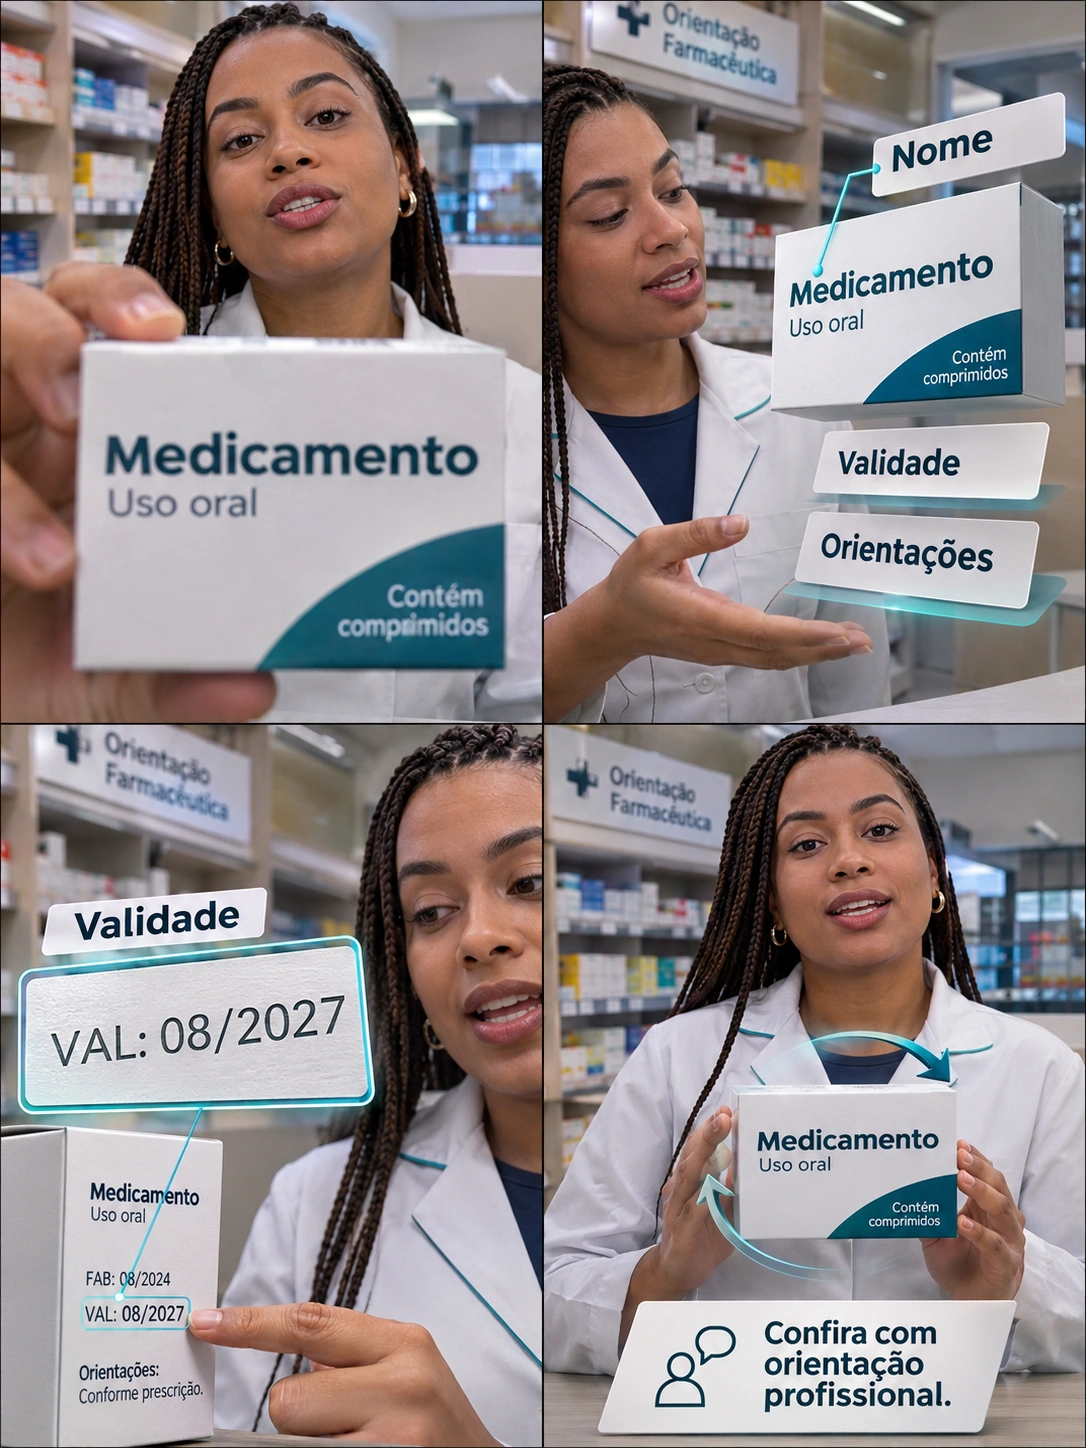 Medicamento
Uso oral
Contém
comprimidos
Orientação
Farmacêutica
Nome
Medicamento
Uso oral
Contém
comprimidos
Validade
Orientações
Orientação
Farmacêutica
Validade
VAL: 08/2027
Medicamento
Uso oral
FAB: 08/2024
VAL: 08/2027
Orientações:
Conforme prescrição.
Orientação
Farmacêutica
Medicamento
Uso oral
Contém
comprimidos
Confira com
orientação
profissional.